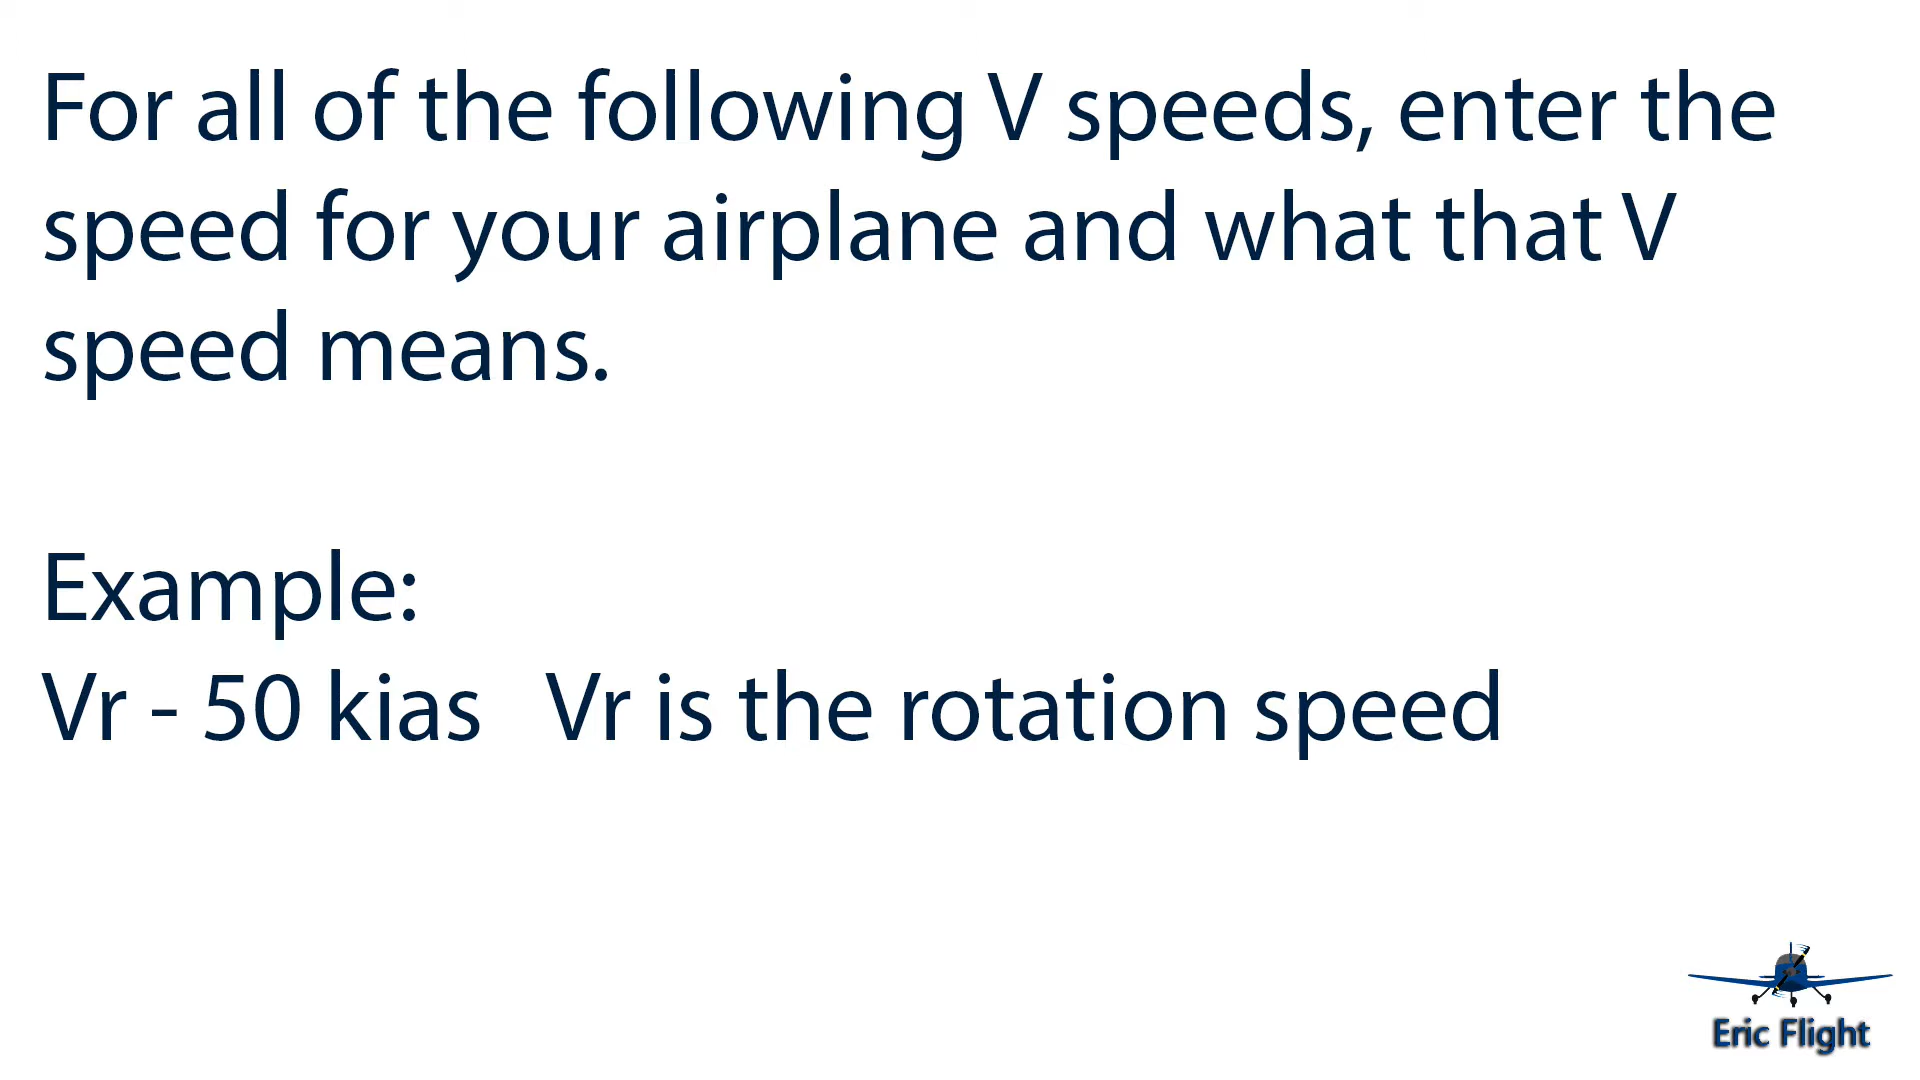 For all of the following V speeds, enter the
speed for your airplane and what that V
speed means.
Example:
Vr - 50 kias   Vr is the rotation speed
Eric Flight